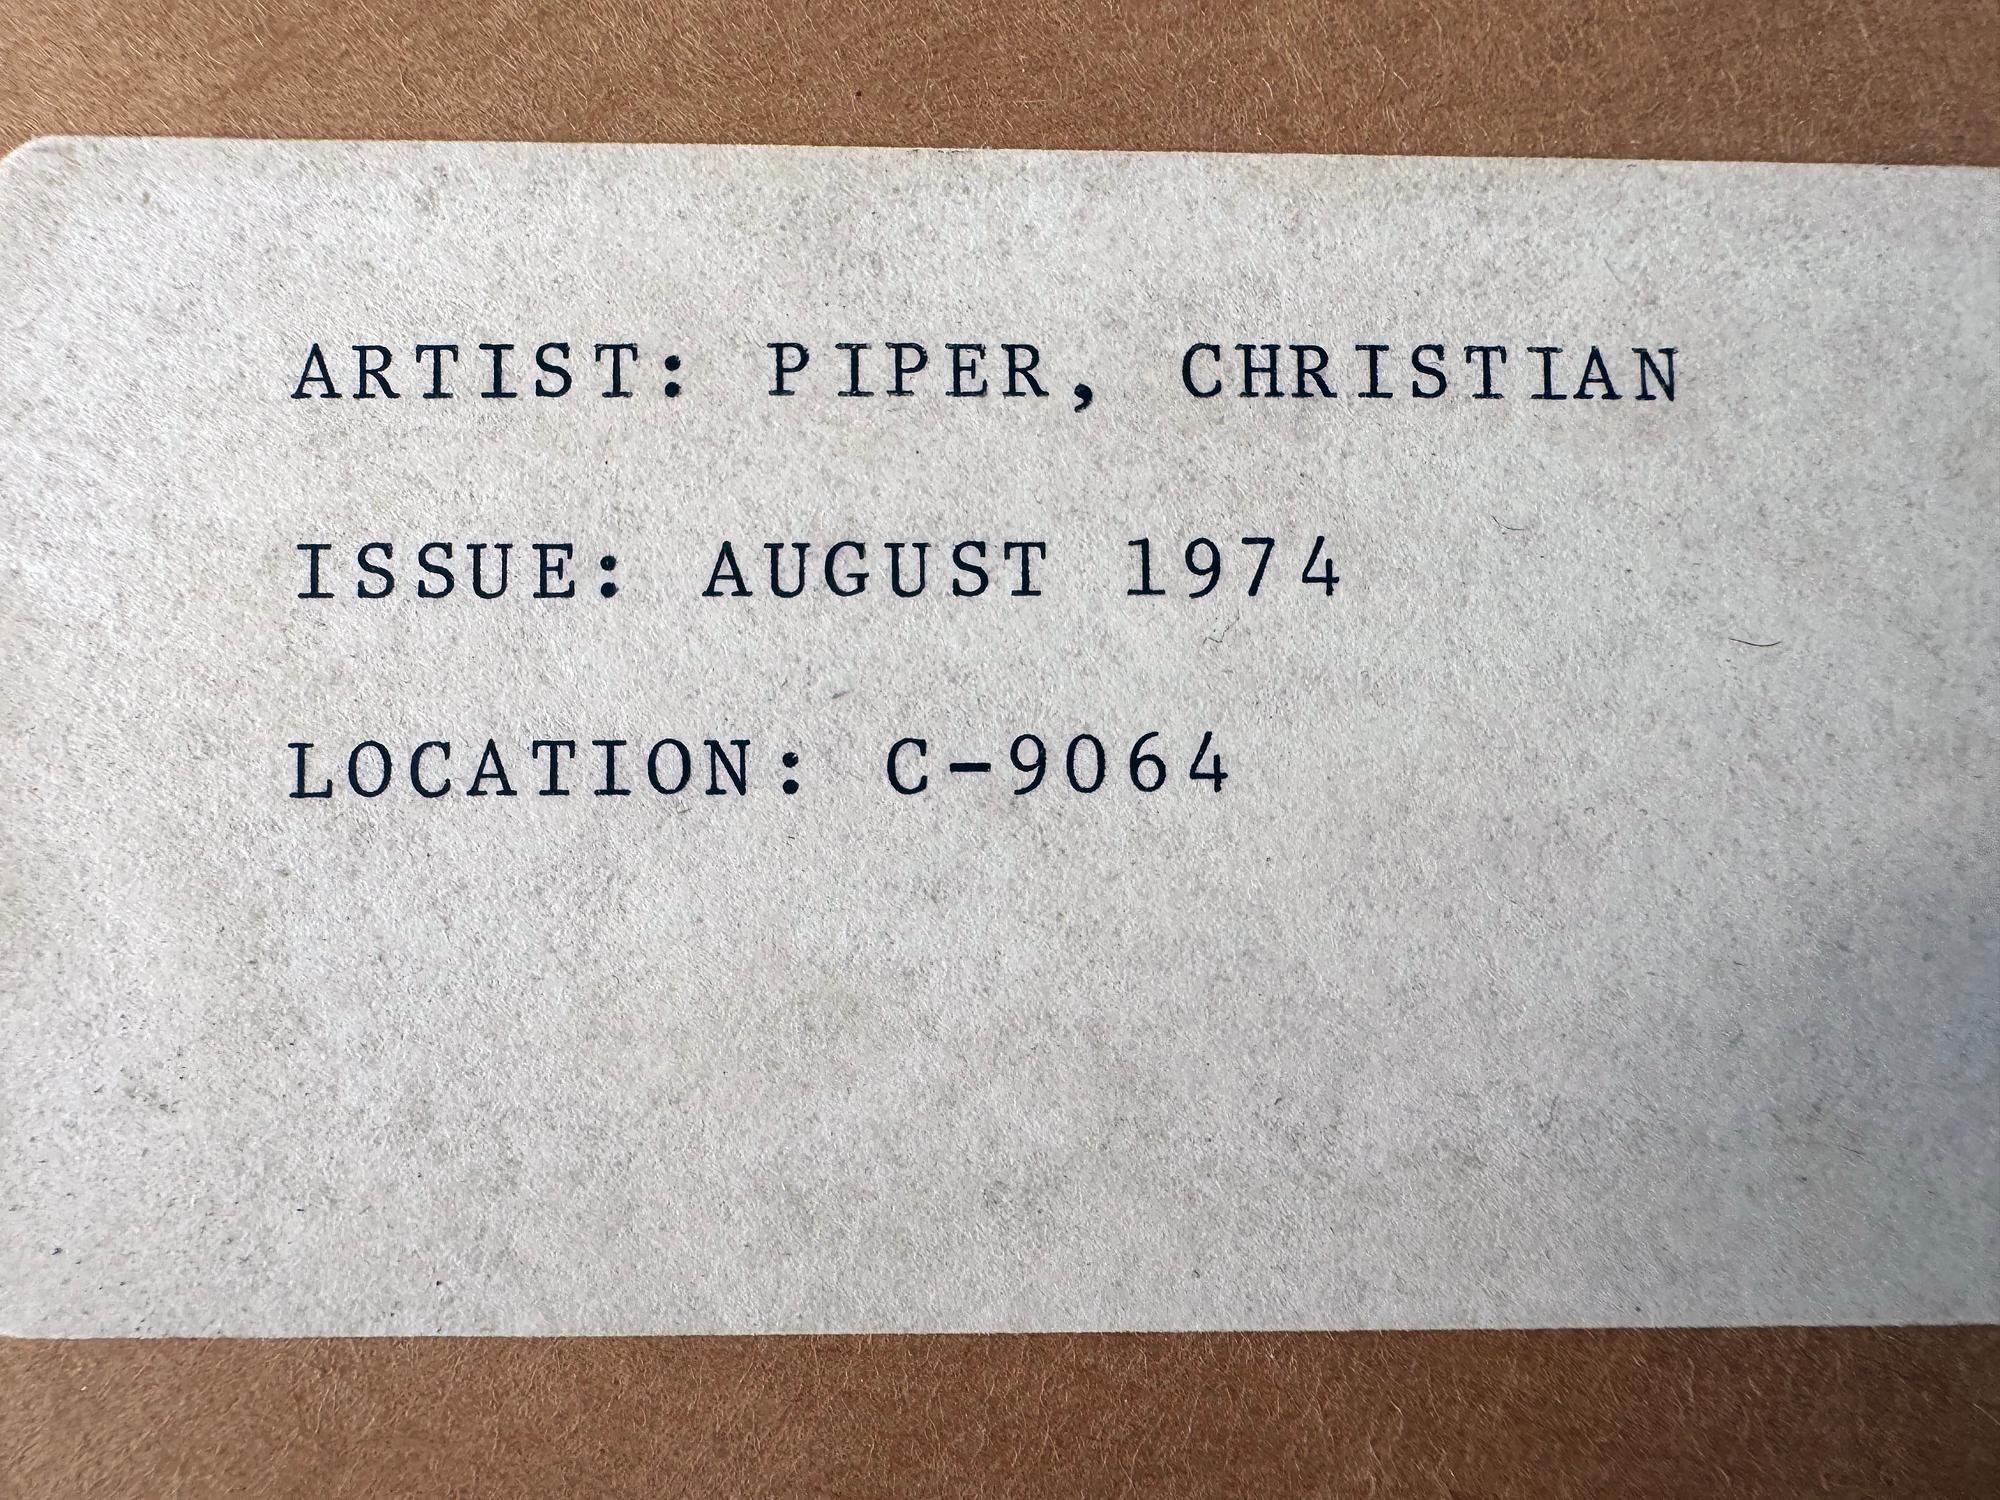 ARTIST: PIPER, CHRISTIAN
ISSUE: AUGUST 1974
LOCATION: C-9064